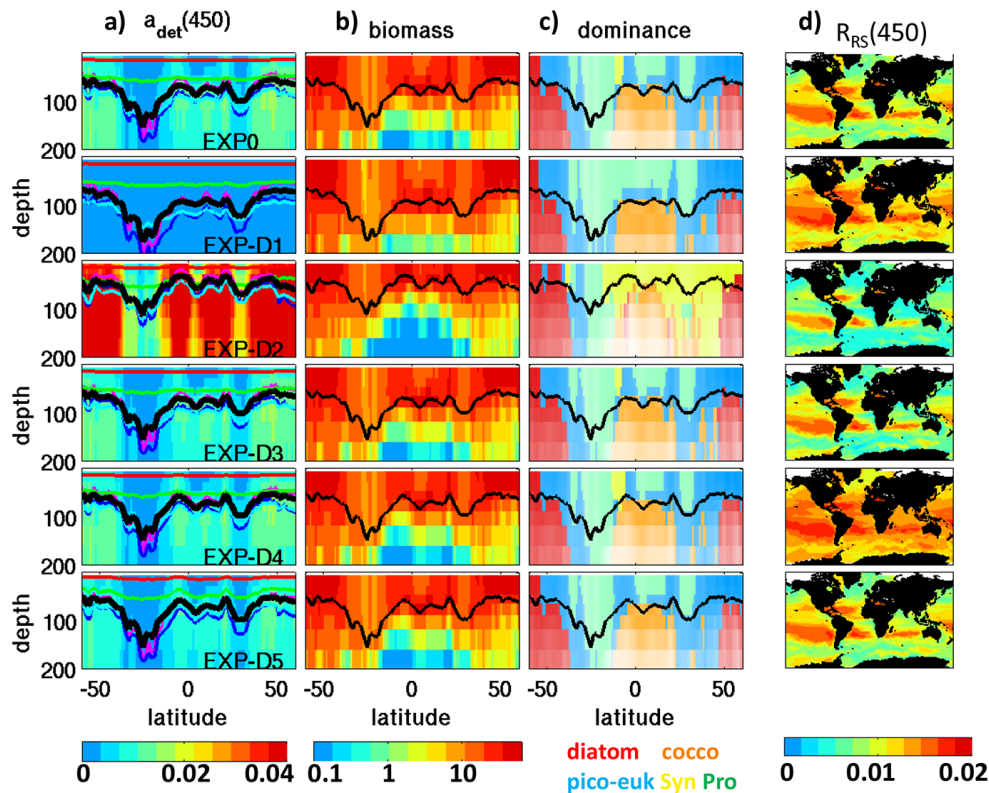 a) a_det(450) b) biomass c) dominance d) R_RS(450)
depth 100 200 EXP0
depth 100 200 EXP-D1
100 200 EXP-D2
depth 100 200 EXP-D3
100 200 EXP-D4
depth 100 200 EXP-D5
-50 0 50 -50 0 50 -50 0 50
latitude latitude latitude
diatom cocco
pico-euk Syn Pro
0 0.02 0.04 0.1 1 10 0 0.01 0.02